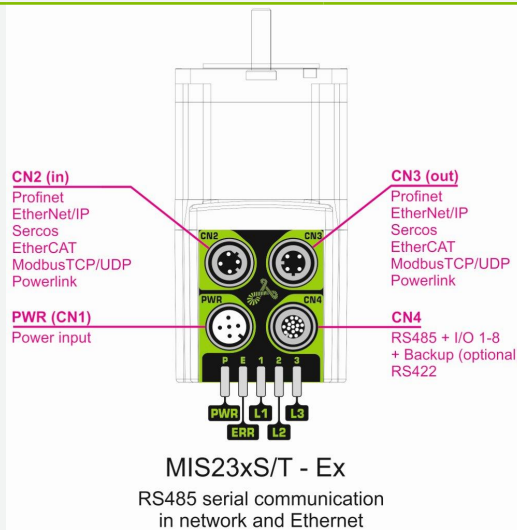 CN2 (in)
Profinet
EtherNet/IP
Sercos
EtherCAT
ModbusTCP/UDP
Powerlink
PWR (CN1)
Power input
CN3 (out)
Profinet
EtherNet/IP
Sercos
EtherCAT
ModbusTCP/UDP
Powerlink
CN4
RS485 + I/O 1-8
+ Backup (optional
RS422
CN2
CN3
PWR
CN4
P E 1 2 3
PWR L1 L3
ERR L2
MIS23xS/T - Ex
RS485 serial communication
in network and Ethernet